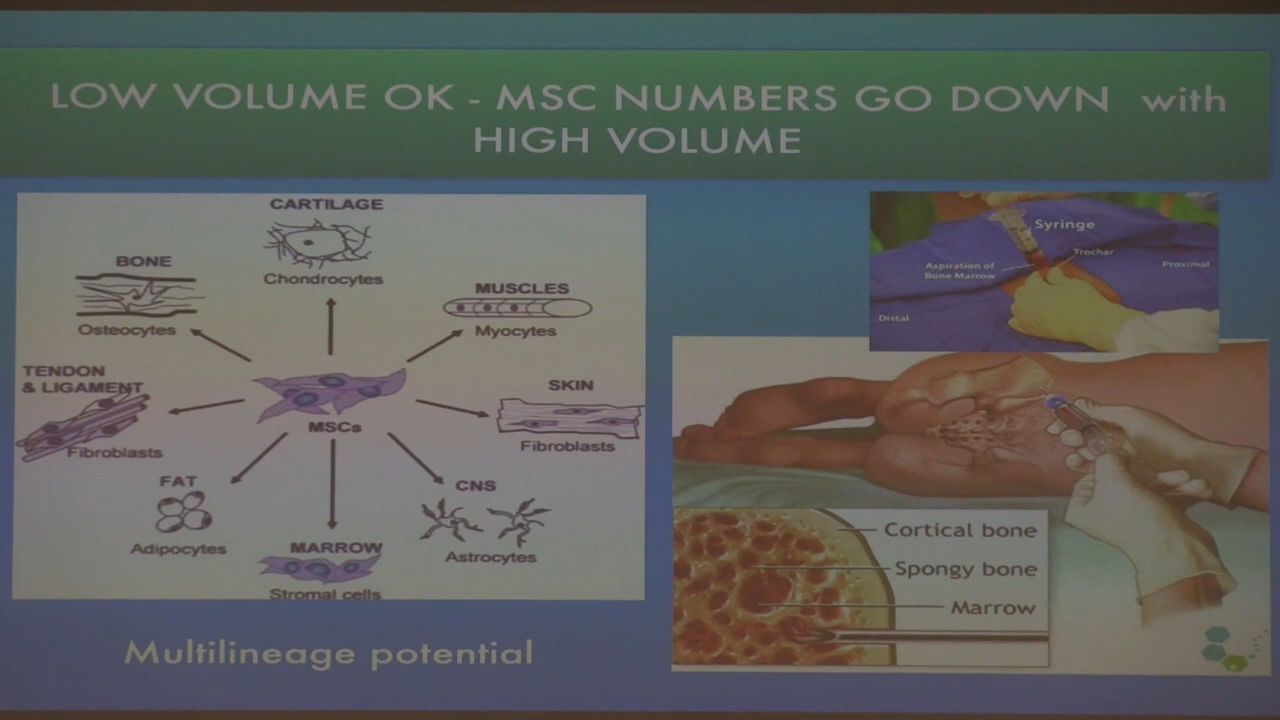 LOW VOLUME OK - MSC NUMBERS GO DOWN with
HIGH VOLUME
CARTILAGE
Chondrocytes
BONE
Osteocytes
MUSCLES
Myocytes
TENDON
& LIGAMENT
Fibroblasts
MSCs
SKIN
Fibroblasts
FAT
Adipocytes
MARROW
Stromal cells
CNS
Astrocytes
Multilineage potential
Syringe
Trochar
Aspiration of
Bone Marrow
Proximal
Distal
Cortical bone
Spongy bone
Marrow